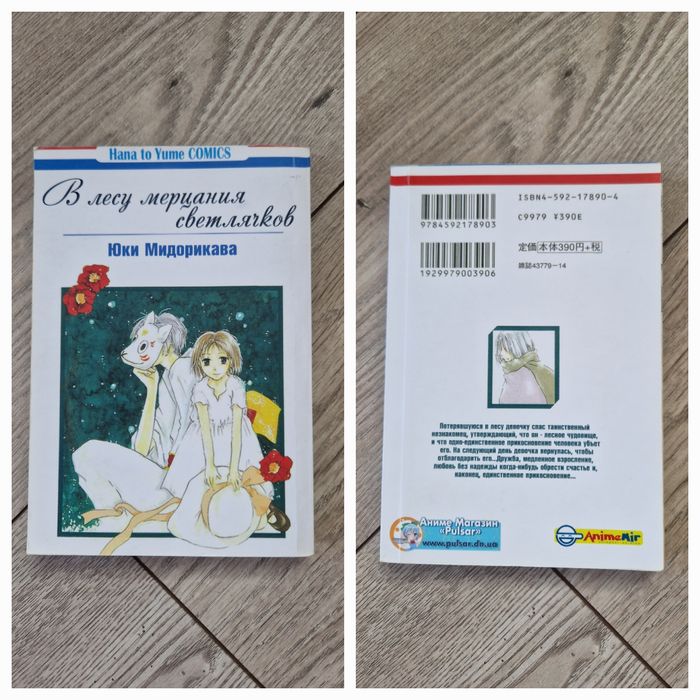 Hana to Yume COMICS
В лесу мерцания
светлячков
Юки Мидорикава
ISBN4-592-17890-4
9784592178903
C9979 ¥390E
定価 本体390円+税
1929979003906
雑誌43779-14
Потерявшуюся в лесу девочку спас таинственный
незнакомец, утверждающий, что он - лесное чудовище,
и что одно-единственное прикосновение человека убьет
его. На следующий день девочка вернулась, чтобы
отблагодарить его...Дружба, медленное взросление,
любовь без надежды когда-нибудь обрести счастье и,
наконец, единственное прикосновение...
Аниме Магазин
«Pulsar»
www.pulsar.dn.ua
AnimeMir